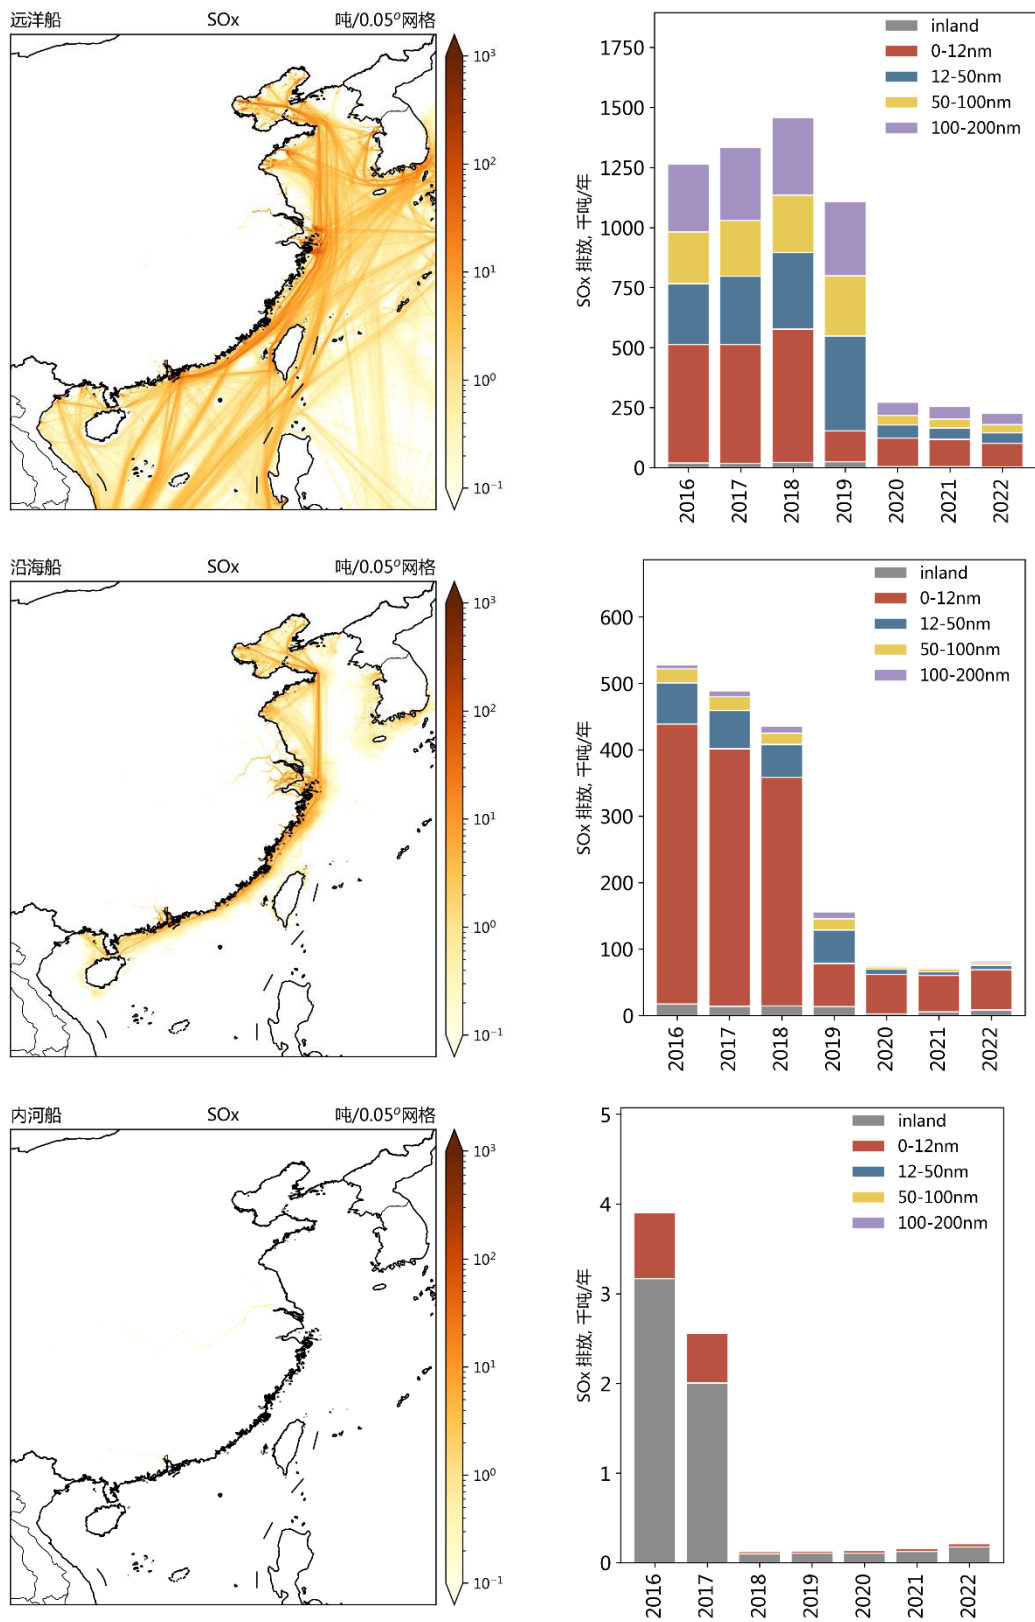 远洋船 SOx 吨/0.05°网格
10³
10²
10¹
10⁰
10⁻¹
SOx 排放, 千吨/年
1750
1500
1250
1000
750
500
250
0
inland
0-12nm
12-50nm
50-100nm
100-200nm
2016 2017 2018 2019 2020 2021 2022
沿海船 SOx 吨/0.05°网格
10³
10²
10¹
10⁰
10⁻¹
SOx 排放, 千吨/年
600
500
400
300
200
100
0
inland
0-12nm
12-50nm
50-100nm
100-200nm
2016 2017 2018 2019 2020 2021 2022
内河船 SOx 吨/0.05°网格
10³
10²
10¹
10⁰
10⁻¹
SOx 排放, 千吨/年
5
4
3
2
1
0
inland
0-12nm
12-50nm
50-100nm
100-200nm
2016 2017 2018 2019 2020 2021 2022